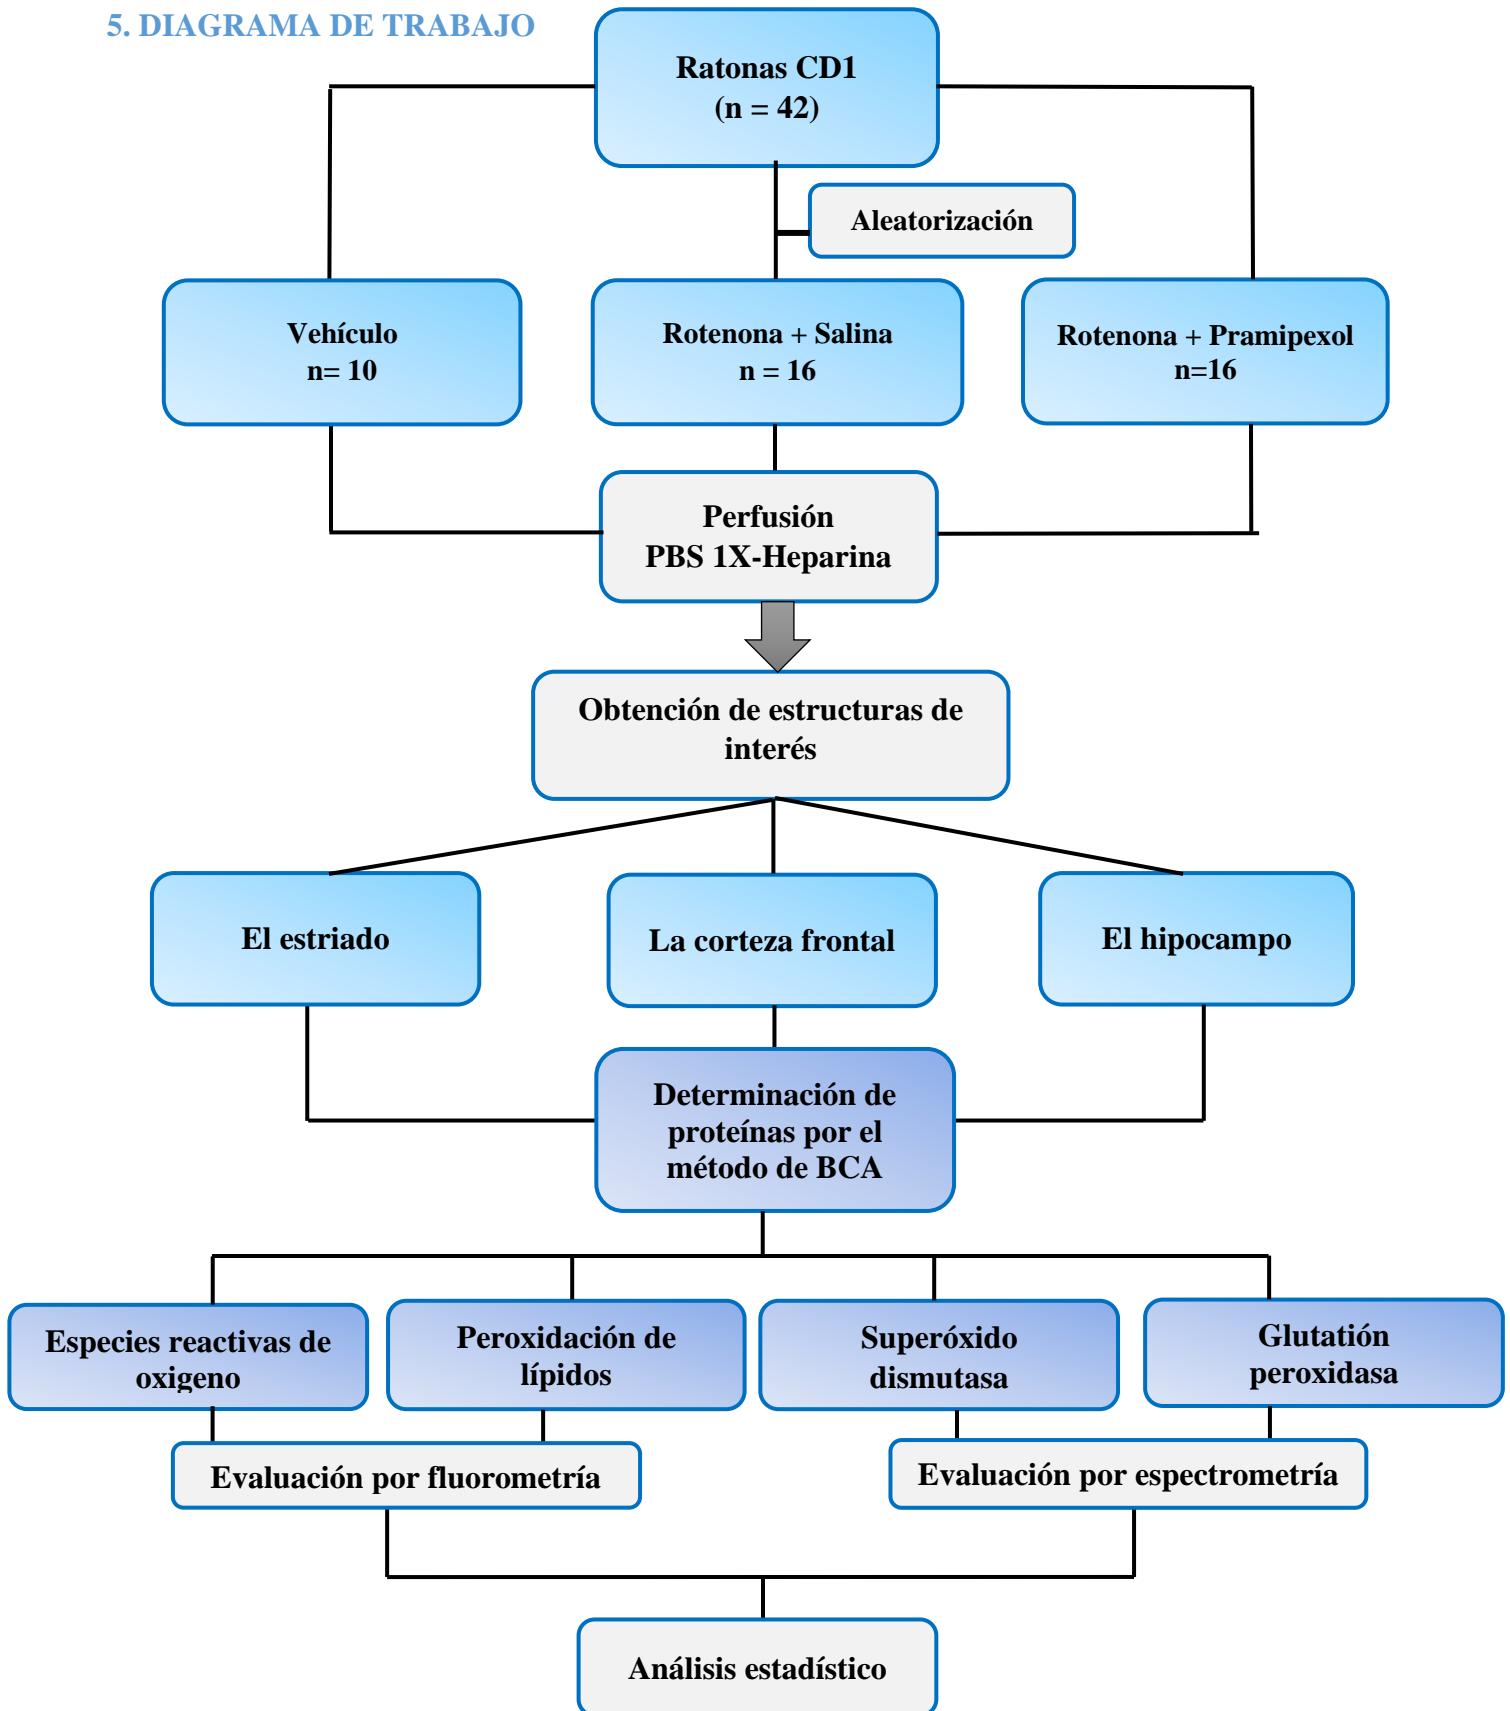 5. DIAGRAMA DE TRABAJO
Ratonas CD1
(n = 42)
Aleatorización
Vehículo
n= 10
Rotenona + Salina
n = 16
Rotenona + Pramipexol
n=16
Perfusión
PBS 1X-Heparina
Obtención de estructuras de
interés
El estriado
La corteza frontal
El hipocampo
Determinación de
proteínas por el
método de BCA
Especies reactivas de
oxigeno
Peroxidación de
lípidos
Superóxido
dismutasa
Glutatión
peroxidasa
Evaluación por fluorometría
Evaluación por espectrometría
Análisis estadístico